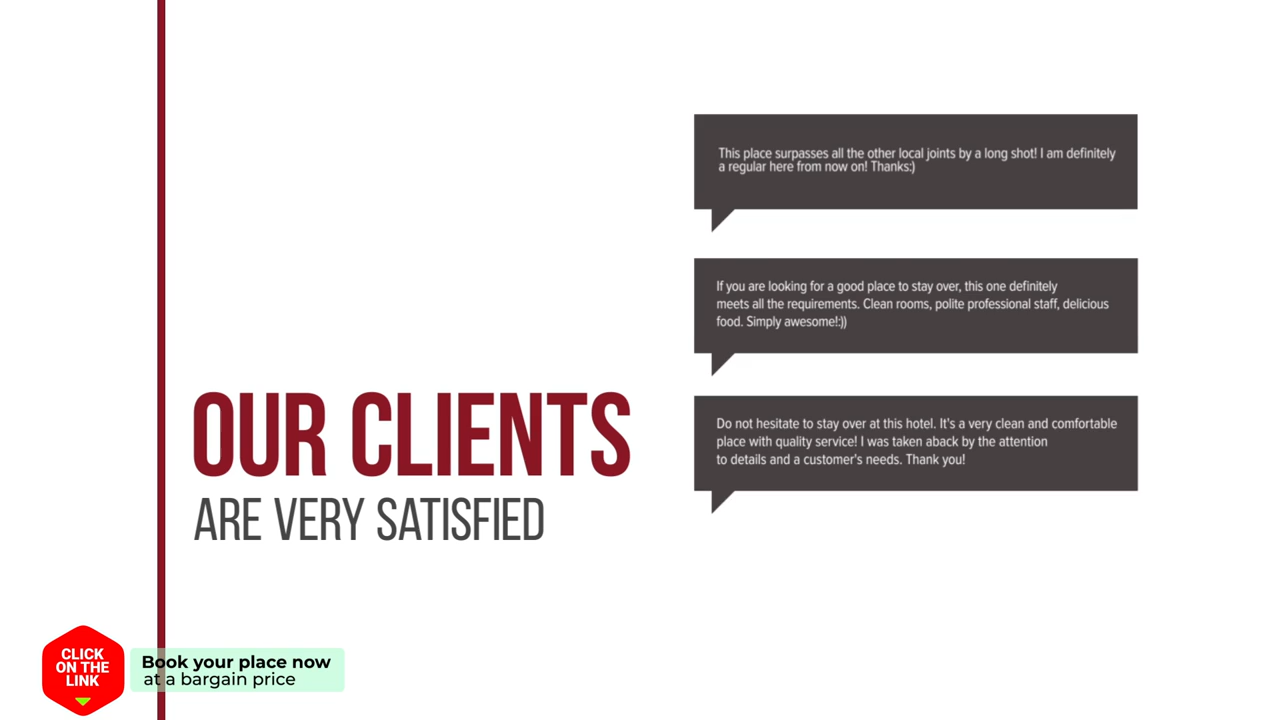 This place surpasses all the other local joints by a long shot! I am definitely
a regular here from now on! Thanks:)
If you are looking for a good place to stay over, this one definitely
meets all the requirements. Clean rooms, polite professional staff, delicious
food. Simply awesome!:))
Do not hesitate to stay over at this hotel. It's a very clean and comfortable
place with quality service! I was taken aback by the attention
to details and a customer's needs. Thank you!
OUR CLIENTS
ARE VERY SATISFIED
CLICK
ON THE
LINK
Book your place now
at a bargain price